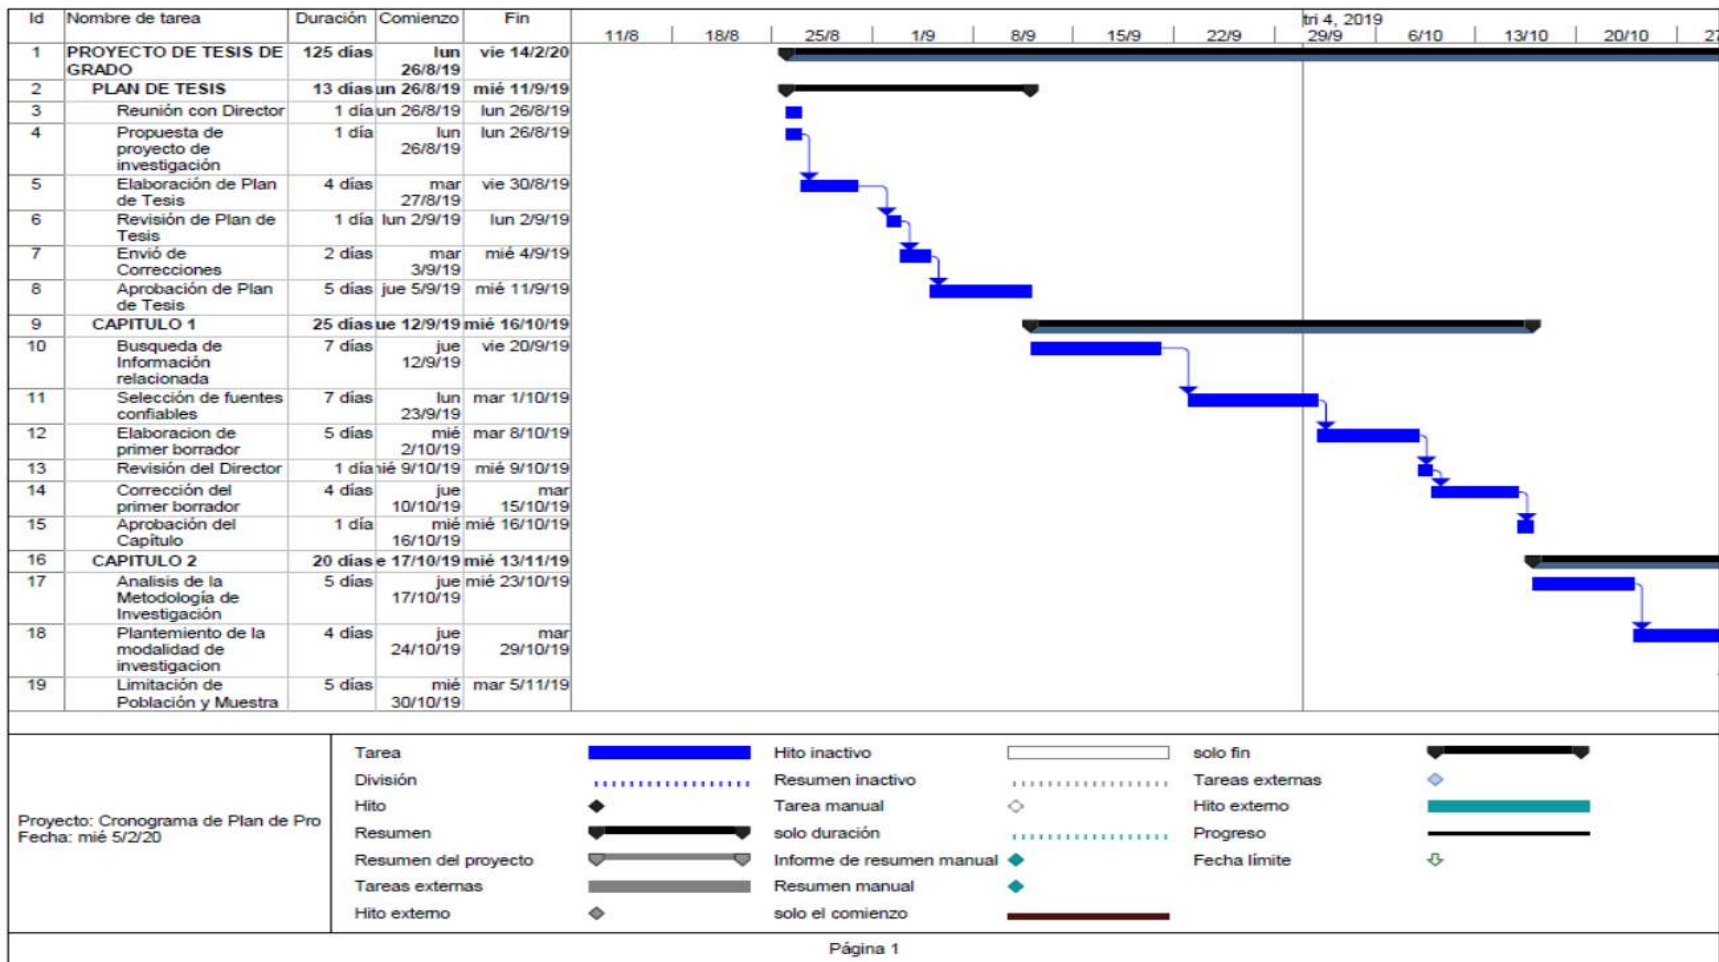 Id Nombre de tarea Duración Comienzo Fin
tri 4, 2019
11/8 18/8 25/8 1/9 8/9 15/9 22/9 29/9 6/10 13/10 20/10 27
1 PROYECTO DE TESIS DE 125 días lun vie 14/2/20
GRADO 26/8/19
2 PLAN DE TESIS 13 días un 26/8/19 mié 11/9/19
3 Reunión con Director 1 día un 26/8/19 lun 26/8/19
4 Propuesta de 1 día lun lun 26/8/19
proyecto de 26/8/19
investigación
5 Elaboración de Plan 4 días mar vie 30/8/19
de Tesis 27/8/19
6 Revisión de Plan de 1 día lun 2/9/19 lun 2/9/19
Tesis
7 Envió de 2 días mar mié 4/9/19
Correcciones 3/9/19
8 Aprobación de Plan 5 días jue 5/9/19 mié 11/9/19
de Tesis
9 CAPITULO 1 25 días ue 12/9/19 mié 16/10/19
10 Busqueda de 7 días jue vie 20/9/19
Información 12/9/19
relacionada
11 Selección de fuentes 7 días lun mar 1/10/19
confiables 23/9/19
12 Elaboracion de 5 días mié mar 8/10/19
primer borrador 2/10/19
13 Revisión del Director 1 día ié 9/10/19 mié 9/10/19
14 Corrección del 4 días jue mar
primer borrador 10/10/19 15/10/19
15 Aprobación del 1 día mié mié 16/10/19
Capítulo 16/10/19
16 CAPITULO 2 20 días e 17/10/19 mié 13/11/19
17 Analisis de la 5 días jue mié 23/10/19
Metodología de 17/10/19
Investigación
18 Plantemiento de la 4 días jue mar
modalidad de 24/10/19 29/10/19
investigacion
19 Limitación de 5 días mié mar 5/11/19
Población y Muestra 30/10/19
Proyecto: Cronograma de Plan de Pro
Fecha: mié 5/2/20
Tarea Hito inactivo solo fin
División Resumen inactivo Tareas externas
Hito Tarea manual Hito externo
Resumen solo duración Progreso
Resumen del proyecto Informe de resumen manual Fecha límite
Tareas externas Resumen manual
Hito externo solo el comienzo
Página 1